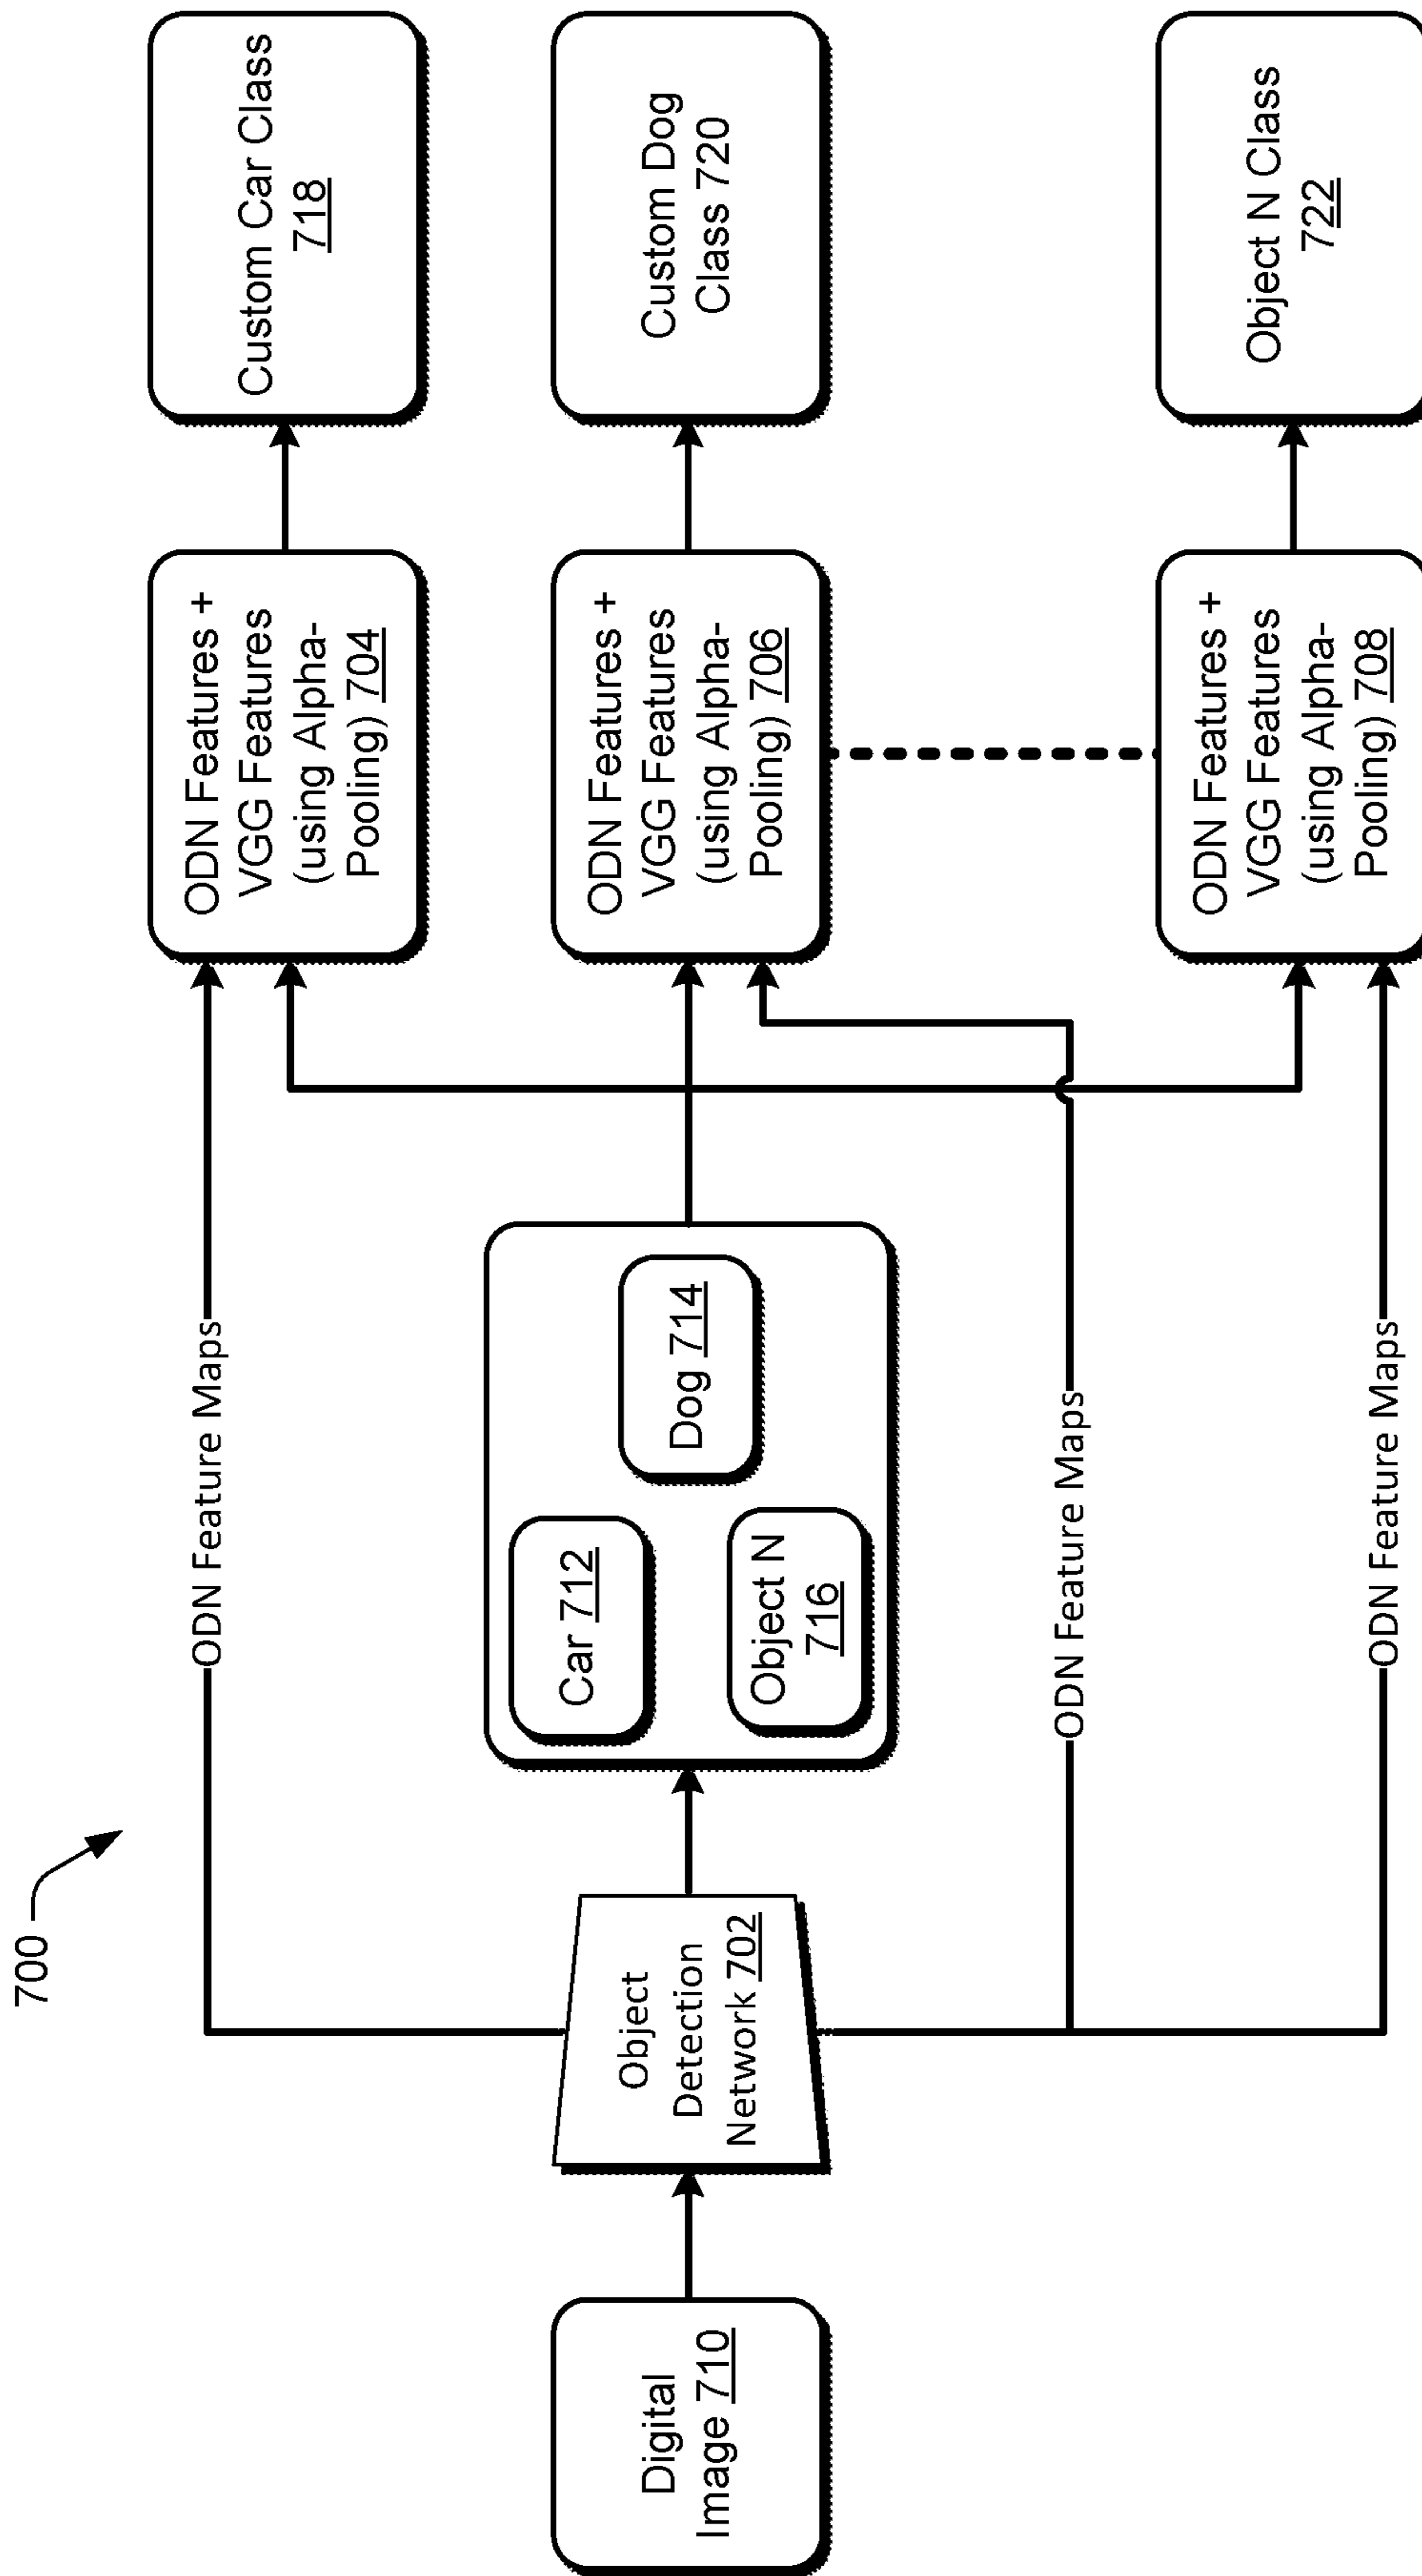 700
Digital
Image 710
Object
Detection
Network 702
ODN Feature Maps
Car 712
Dog 714
Object N
716
ODN Feature Maps
ODN Feature Maps
ODN Features +
VGG Features
(using Alpha-
Pooling) 704
ODN Features +
VGG Features
(using Alpha-
Pooling) 706
ODN Features +
VGG Features
(using Alpha-
Pooling) 708
Custom Car Class
718
Custom Dog
Class 720
Object N Class
722